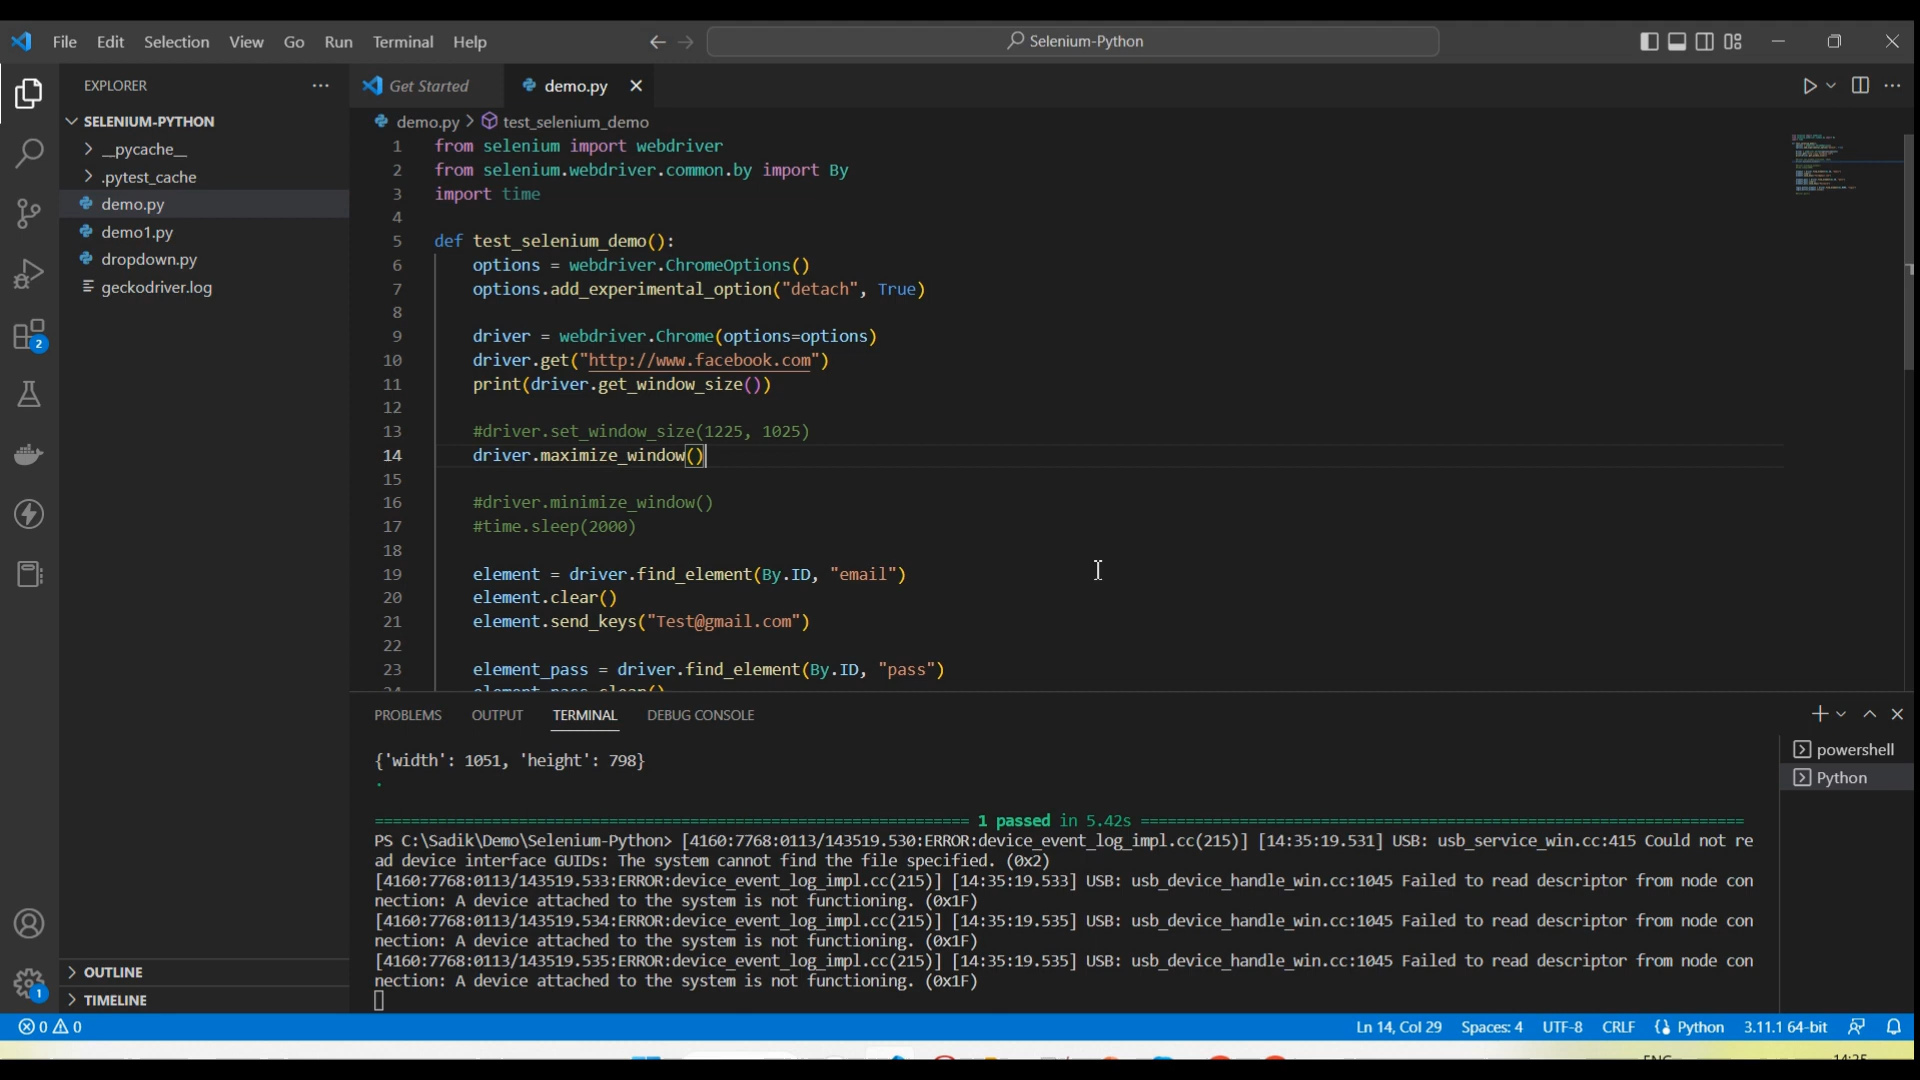 File Edit Selection View Go Run Terminal Help
Selenium-Python
EXPLORER
SELENIUM-PYTHON
__pycache__
.pytest_cache
demo.py
demo1.py
dropdown.py
geckodriver.log
OUTLINE
TIMELINE
2
1
Get Started demo.py
demo.py > test_selenium_demo
1 from selenium import webdriver
2 from selenium.webdriver.common.by import By
3 import time
4
5 def test_selenium_demo():
6 options = webdriver.ChromeOptions()
7 options.add_experimental_option("detach", True)
8
9 driver = webdriver.Chrome(options=options)
10 driver.get("http://www.facebook.com")
11 print(driver.get_window_size())
12
13 #driver.set_window_size(1225, 1025)
14 driver.maximize_window()
15
16 #driver.minimize_window()
17 #time.sleep(2000)
18
19 element = driver.find_element(By.ID, "email")
20 element.clear()
21 element.send_keys("Test@gmail.com")
22
23 element_pass = driver.find_element(By.ID, "pass")
24 element_pass.clear()
PROBLEMS OUTPUT TERMINAL DEBUG CONSOLE
powershell
Python
{'width': 1051, 'height': 798}
.
================================================================== 1 passed in 5.42s ===================================================================
PS C:\Sadik\Demo\Selenium-Python> [4160:7768:0113/143519.530:ERROR:device_event_log_impl.cc(215)] [14:35:19.531] USB: usb_service_win.cc:415 Could not re
ad device interface GUIDs: The system cannot find the file specified. (0x2)
[4160:7768:0113/143519.533:ERROR:device_event_log_impl.cc(215)] [14:35:19.533] USB: usb_device_handle_win.cc:1045 Failed to read descriptor from node con
nection: A device attached to the system is not functioning. (0x1F)
[4160:7768:0113/143519.534:ERROR:device_event_log_impl.cc(215)] [14:35:19.535] USB: usb_device_handle_win.cc:1045 Failed to read descriptor from node con
nection: A device attached to the system is not functioning. (0x1F)
[4160:7768:0113/143519.535:ERROR:device_event_log_impl.cc(215)] [14:35:19.535] USB: usb_device_handle_win.cc:1045 Failed to read descriptor from node con
nection: A device attached to the system is not functioning. (0x1F)
0 0 Ln 14, Col 29 Spaces: 4 UTF-8 CRLF Python 3.11.1 64-bit